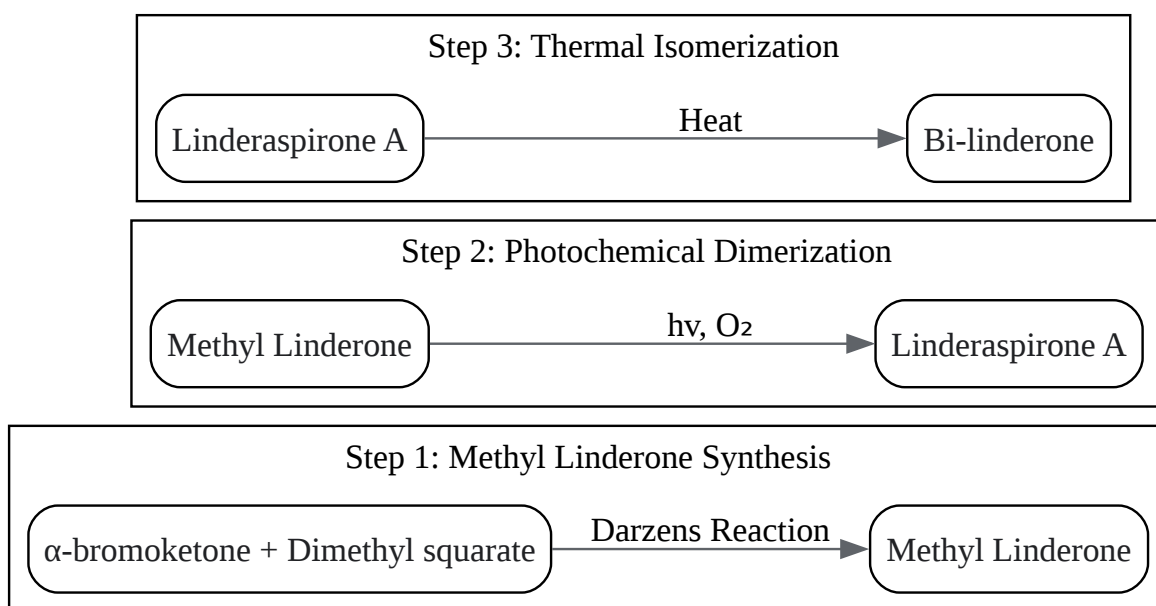 Step 3: Thermal Isomerization
Linderaspirone A
Heat
Bi-linderone
Step 2: Photochemical Dimerization
Methyl Linderone
hv, O₂
Linderaspirone A
Step 1: Methyl Linderone Synthesis
α-bromoketone + Dimethyl squarate
Darzens Reaction
Methyl Linderone